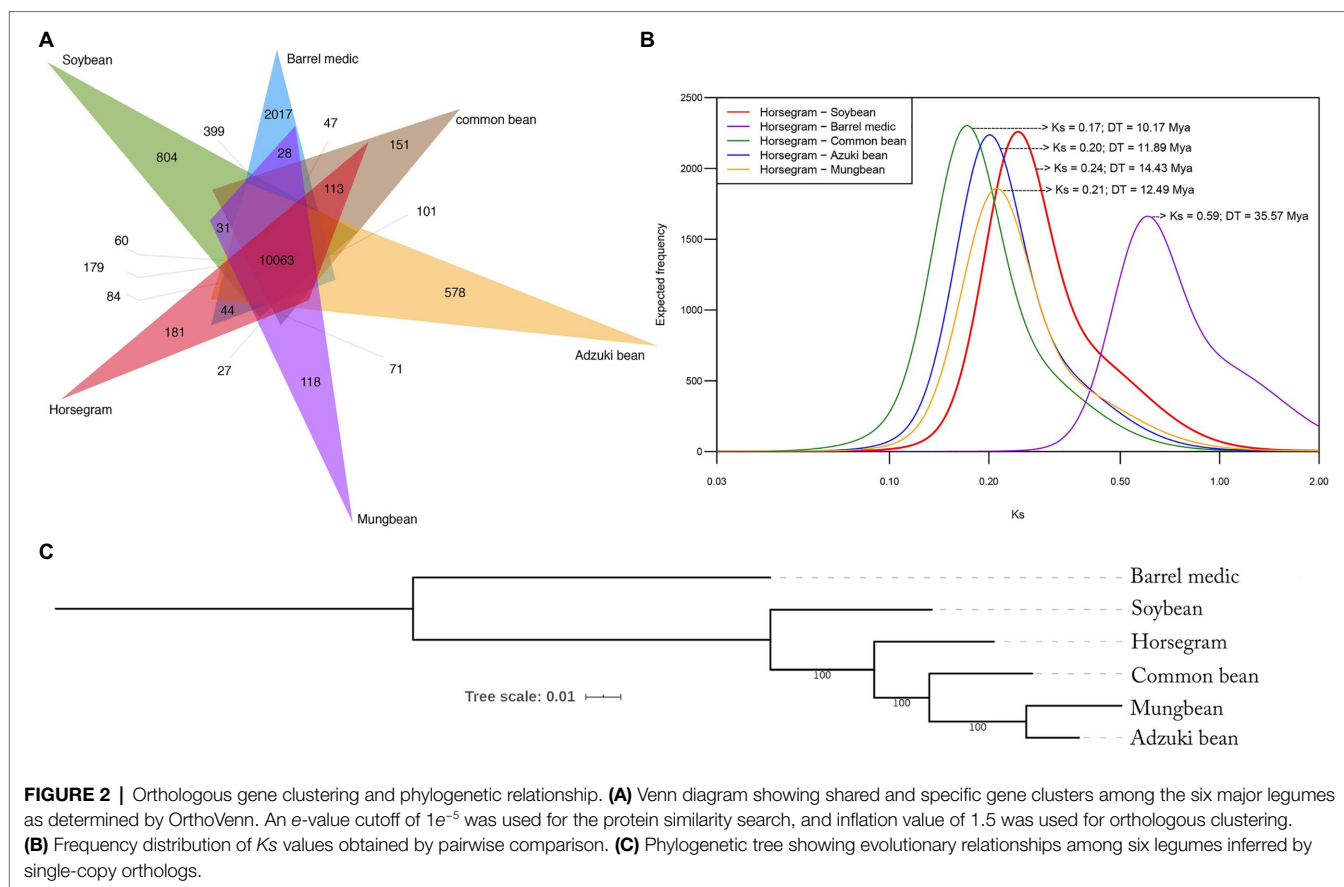 A
Soybean
Barrel medic
common bean
Adzuki bean
Mungbean
Horsegram
2017
47
399
28
151
804
113
101
31
60
10063
179
84
578
44
181
27
71
118
B
2500
2000
1500
1000
500
0
Expected frequency
Horsegram – Soybean
Horsegram – Barrel medic
Horsegram – Common bean
Horsegram – Azuki bean
Horsegram – Mungbean
> Ks = 0.17; DT = 10.17 Mya
> Ks = 0.20; DT = 11.89 Mya
> Ks = 0.24; DT = 14.43 Mya
> Ks = 0.21; DT = 12.49 Mya
> Ks = 0.59; DT = 35.57 Mya
0.03 0.10 0.20 0.50 1.00 2.00
Ks
C
Barrel medic
Soybean
Horsegram
Common bean
Mungbean
Adzuki bean
100
100
100
Tree scale: 0.01
FIGURE 2 | Orthologous gene clustering and phylogenetic relationship. (A) Venn diagram showing shared and specific gene clusters among the six major legumes
as determined by OrthoVenn. An e-value cutoff of 1e⁻⁵ was used for the protein similarity search, and inflation value of 1.5 was used for orthologous clustering.
(B) Frequency distribution of Ks values obtained by pairwise comparison. (C) Phylogenetic tree showing evolutionary relationships among six legumes inferred by
single-copy orthologs.